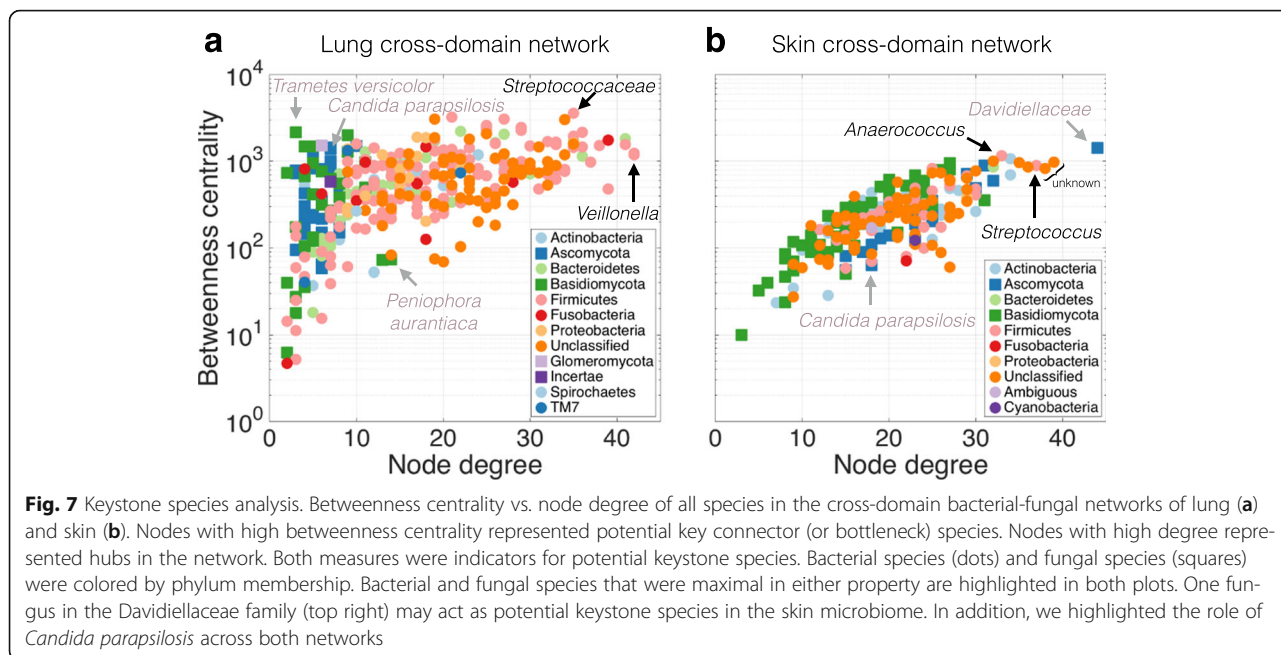 a Lung cross-domain network
b Skin cross-domain network
Betweenness centrality
10^4
10^3
10^2
10^1
10^0
Trametes versicolor
Candida parapsilosis
Streptococcaceae
Veillonella
Peniophora
aurantiaca
Actinobacteria
Ascomycota
Bacteroidetes
Basidiomycota
Firmicutes
Fusobacteria
Proteobacteria
Unclassified
Glomeromycota
Incertae
Spirochaetes
TM7
0 10 20 30 40
Node degree
Davidiellaceae
Anaerococcus
unknown
Streptococcus
Candida parapsilosis
Actinobacteria
Ascomycota
Bacteroidetes
Basidiomycota
Firmicutes
Fusobacteria
Proteobacteria
Unclassified
Ambiguous
Cyanobacteria
0 10 20 30 40
Node degree
Fig. 7 Keystone species analysis. Betweenness centrality vs. node degree of all species in the cross-domain bacterial-fungal networks of lung (a)
and skin (b). Nodes with high betweenness centrality represented potential key connector (or bottleneck) species. Nodes with high degree repre-
sented hubs in the network. Both measures were indicators for potential keystone species. Bacterial species (dots) and fungal species (squares)
were colored by phylum membership. Bacterial and fungal species that were maximal in either property are highlighted in both plots. One fun-
gus in the Davidiellaceae family (top right) may act as potential keystone species in the skin microbiome. In addition, we highlighted the role of
Candida parapsilosis across both networks